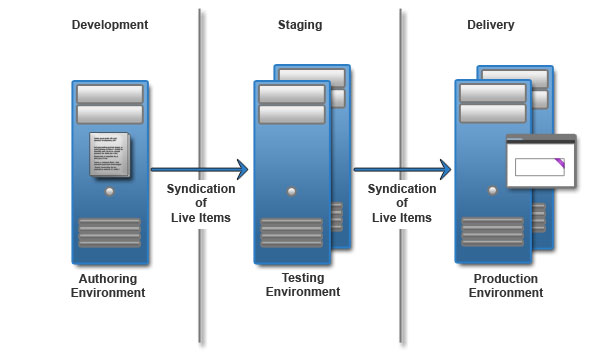 Development
Staging
Delivery
Syndication
of
Live Items
Syndication
of
Live Items
Authoring
Environment
Testing
Environment
Production
Environment